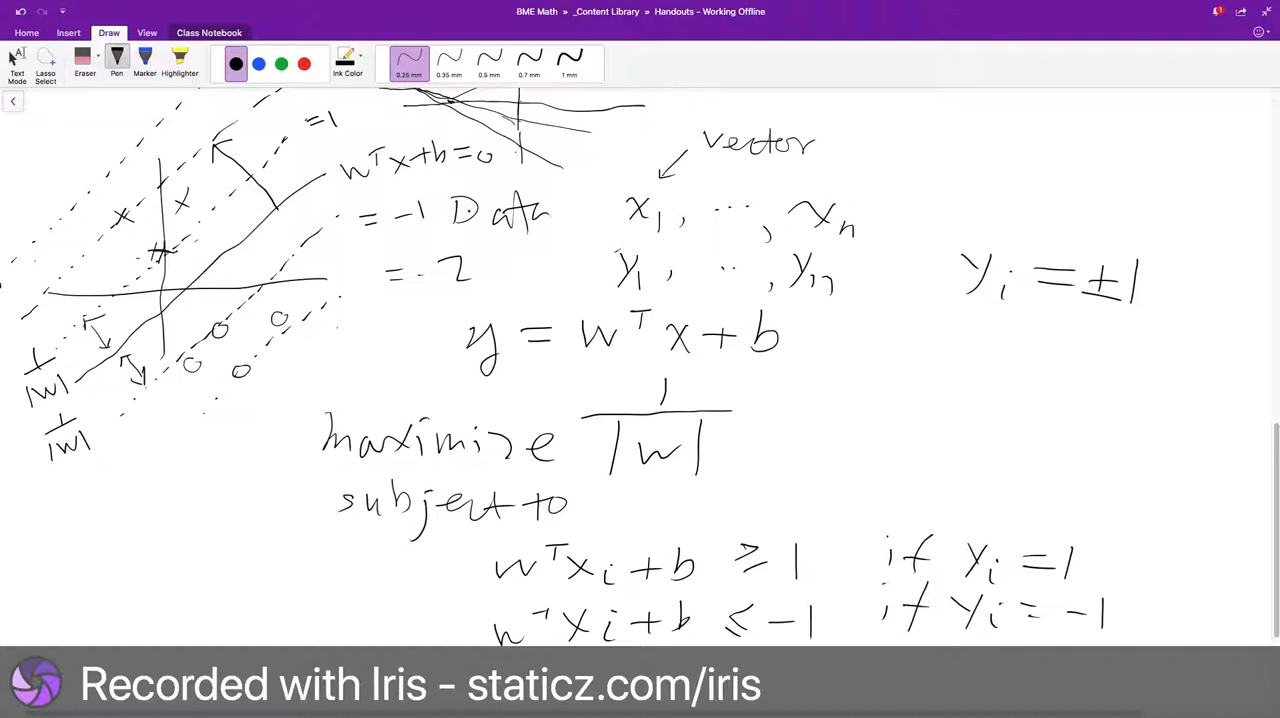 BME Math » _Content Library » Handouts - Working Offline
Home Insert Draw View Class Notebook
Text Mode Lasso Select Eraser Pen Marker Highlighter Ink Color 0.25 mm 0.35 mm 0.5 mm 0.7 mm 1 mm
=1
vector
wᵀx+b=0
= -1 Data x₁, ..., xₙ
= -2 y₁, ..., yₙ yᵢ = ±1
y = wᵀx + b
1/|w|
1/|w|
maximize 1/|w|
subject to
wᵀxᵢ + b ≥ 1 if yᵢ = 1
wᵀxᵢ + b ≤ -1 if yᵢ = -1
Recorded with Iris - staticz.com/iris